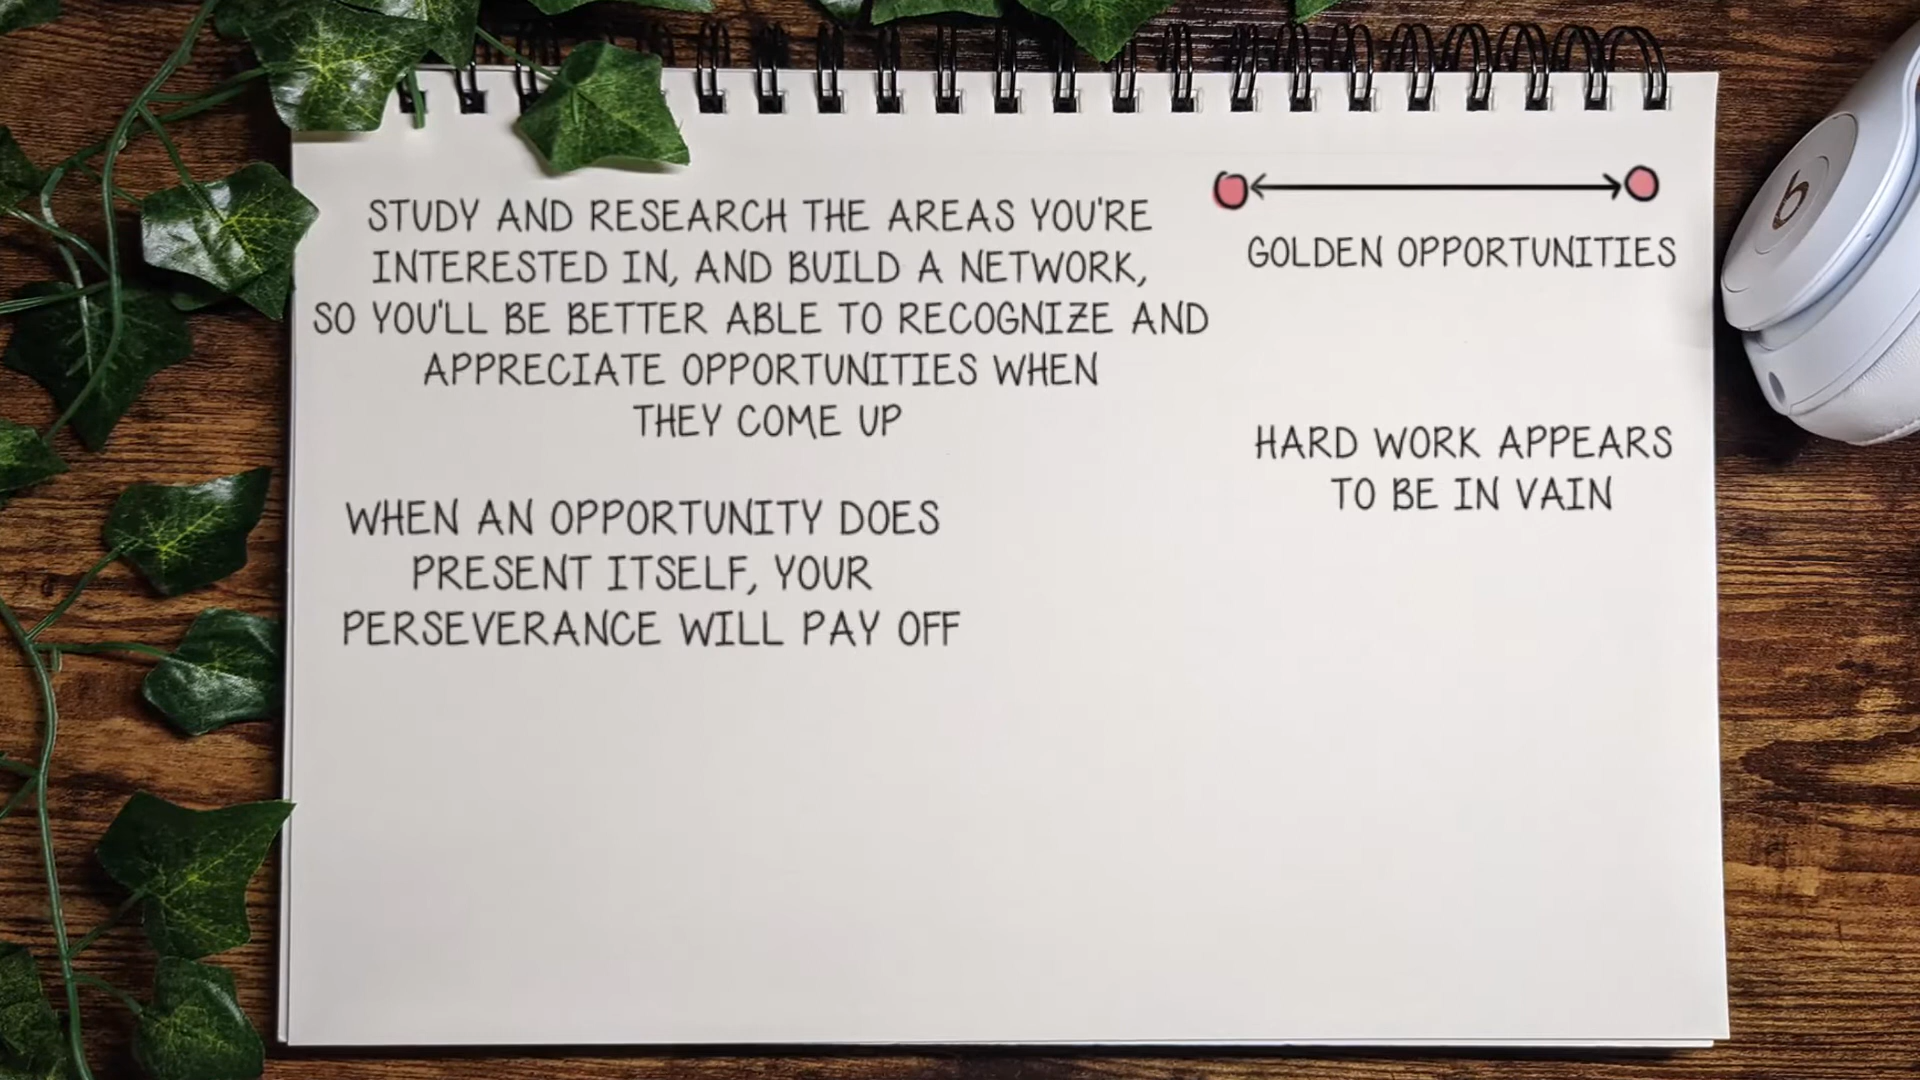 STUDY AND RESEARCH THE AREAS YOU'RE
INTERESTED IN, AND BUILD A NETWORK,
SO YOU'LL BE BETTER ABLE TO RECOGNIZE AND
APPRECIATE OPPORTUNITIES WHEN
THEY COME UP
WHEN AN OPPORTUNITY DOES
PRESENT ITSELF, YOUR
PERSEVERANCE WILL PAY OFF
GOLDEN OPPORTUNITIES
HARD WORK APPEARS
TO BE IN VAIN
b